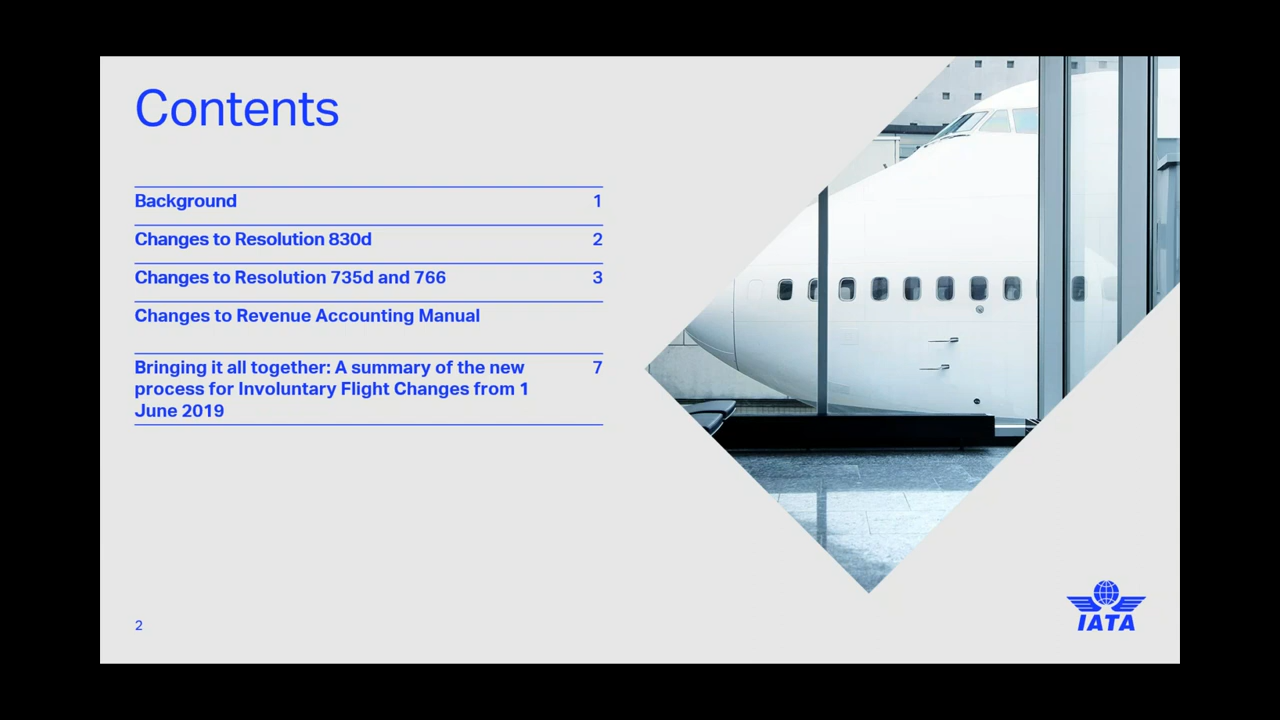 Contents
Background 1
Changes to Resolution 830d 2
Changes to Resolution 735d and 766 3
Changes to Revenue Accounting Manual
Bringing it all together: A summary of the new 7
process for Involuntary Flight Changes from 1
June 2019
2
IATA